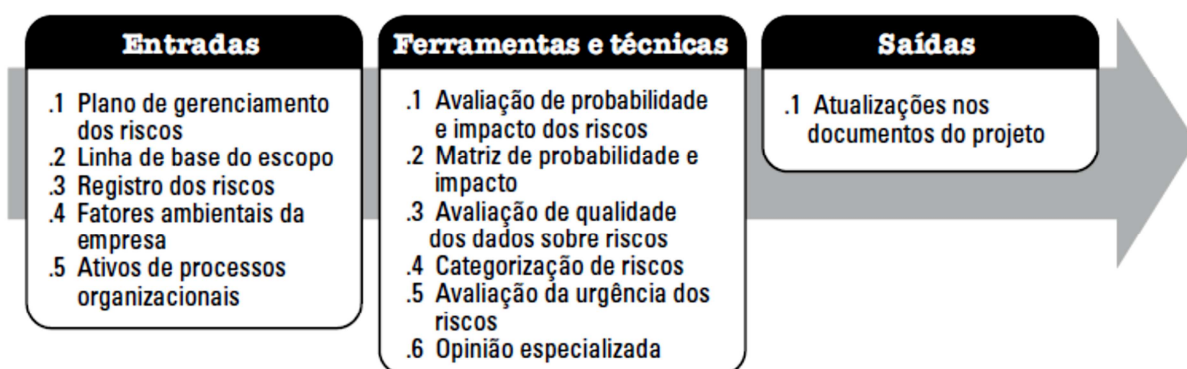 Entradas
.1 Plano de gerenciamento
dos riscos
.2 Linha de base do escopo
.3 Registro dos riscos
.4 Fatores ambientais da
empresa
.5 Ativos de processos
organizacionais
Ferramentas e técnicas
.1 Avaliação de probabilidade
e impacto dos riscos
.2 Matriz de probabilidade e
impacto
.3 Avaliação de qualidade
dos dados sobre riscos
.4 Categorização de riscos
.5 Avaliação da urgência dos
riscos
.6 Opinião especializada
Saídas
.1 Atualizações nos
documentos do projeto